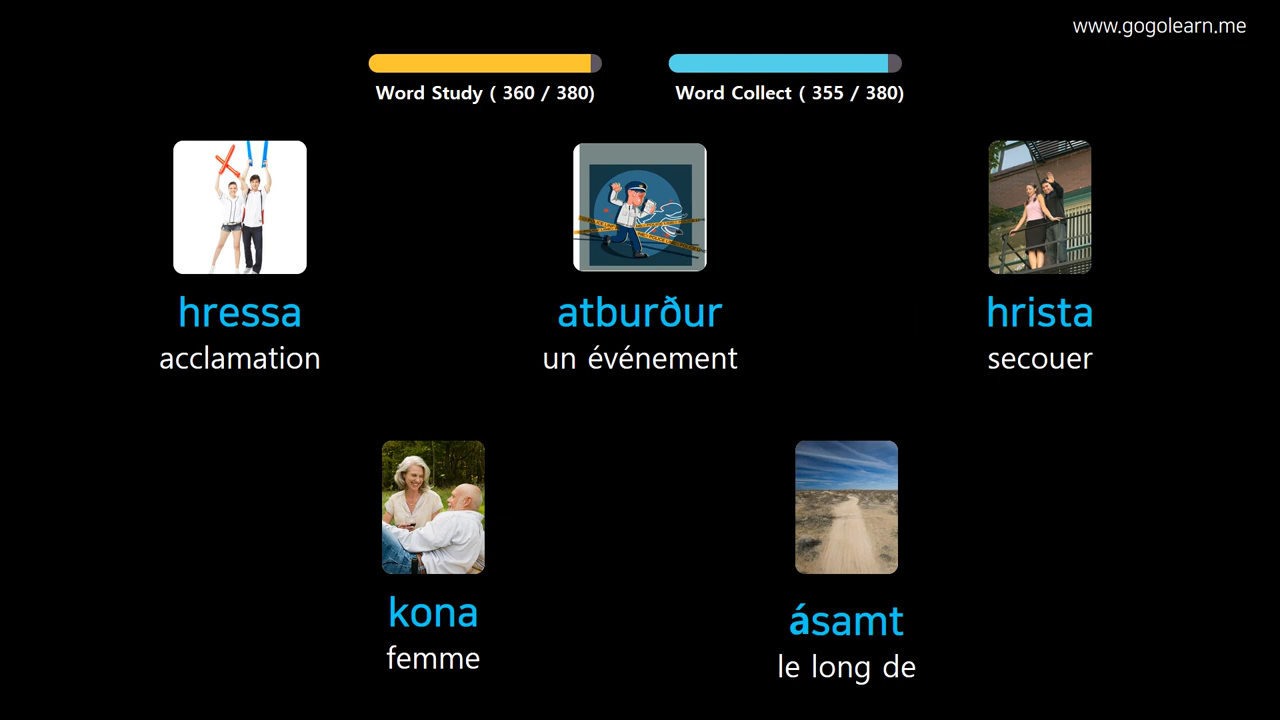 www.gogolearn.me
Word Study ( 360 / 380)
Word Collect ( 355 / 380)
hressa
acclamation
atburður
un événement
hrista
secouer
kona
femme
ásamt
le long de